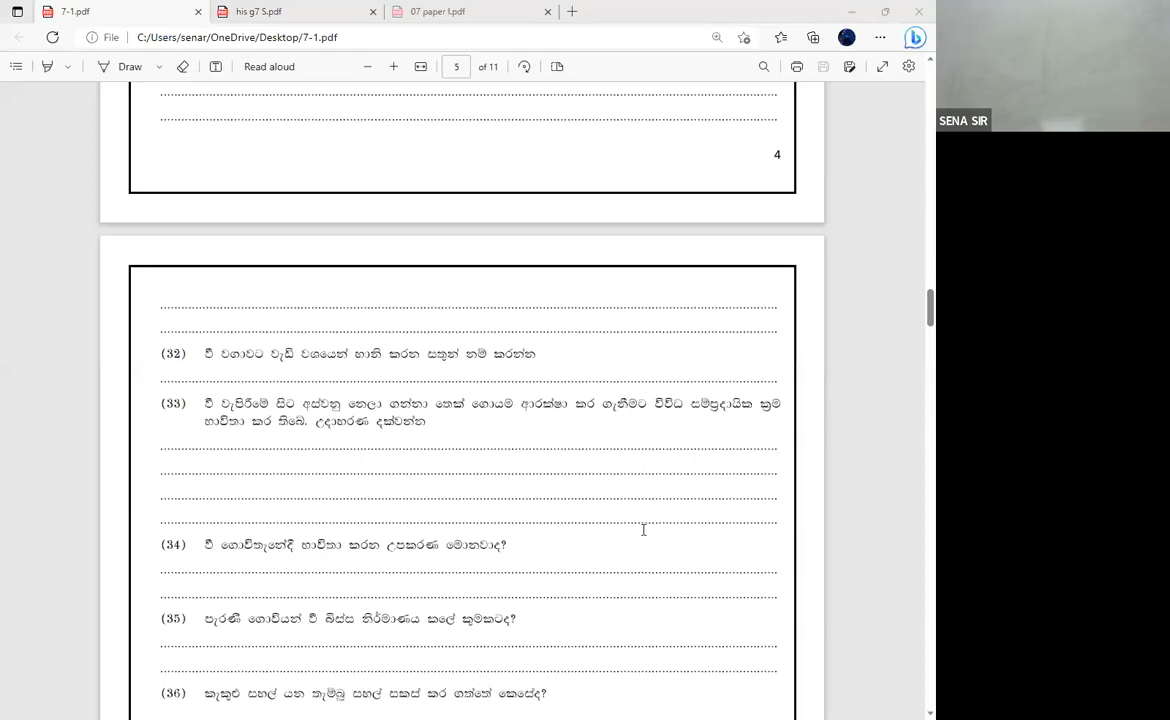 7-1.pdf
his g7 S.pdf
07 paper I.pdf
File
C:/Users/senar/OneDrive/Desktop/7-1.pdf
Draw
Read aloud
5
of 11
SENA SIR
4
(32) වී වගාවට වැඩි වශයෙන් හානි කරන සතුන් නම් කරන්න
(33) වී වැපිරීමේ සිට අස්වනු නෙලා ගන්නා තෙක් ගොයම ආරක්ෂා කර ගැනීමට විවිධ සම්ප්‍රදායික ක්‍රම
භාවිතා කර තිබේ. උදාහරණ දක්වන්න
(34) වී ගොවිතැනේදී භාවිතා කරන උපකරණ මොනවාද?
(35) පැරණි ගොවියන් වී බිස්ස නිර්මාණය කලේ කුමකටද?
(36) කැකුළු සහල් යන තැම්බූ සහල් සකස් කර ගත්තේ කෙසේද?